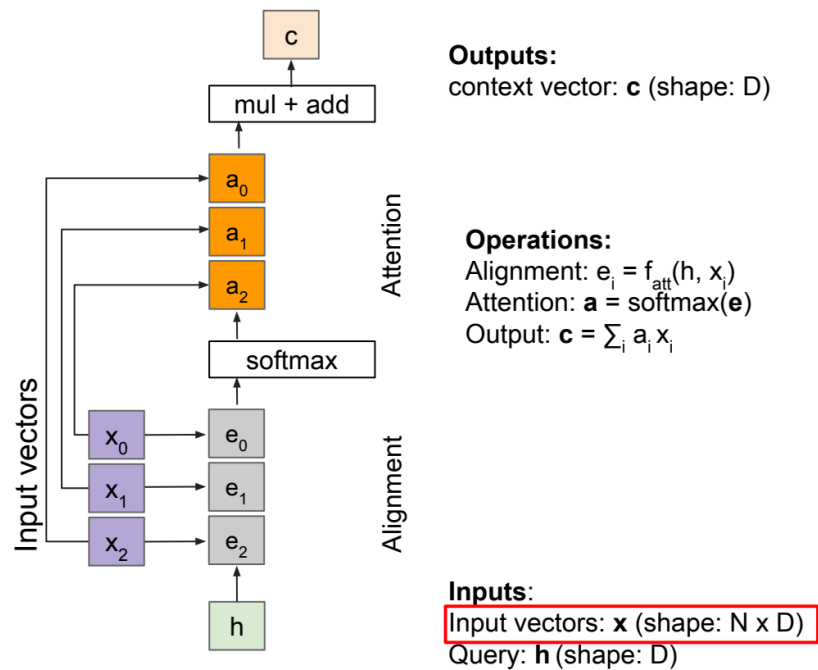 c
mul + add
a₀
a₁
a₂
Attention
softmax
Input vectors
x₀
e₀
x₁
e₁
x₂
e₂
Alignment
h
Outputs:
context vector: c (shape: D)
Operations:
Alignment: eᵢ = fₐₜₜ(h, xᵢ)
Attention: a = softmax(e)
Output: c = ∑ᵢ aᵢ xᵢ
Inputs:
Input vectors: x (shape: N x D)
Query: h (shape: D)